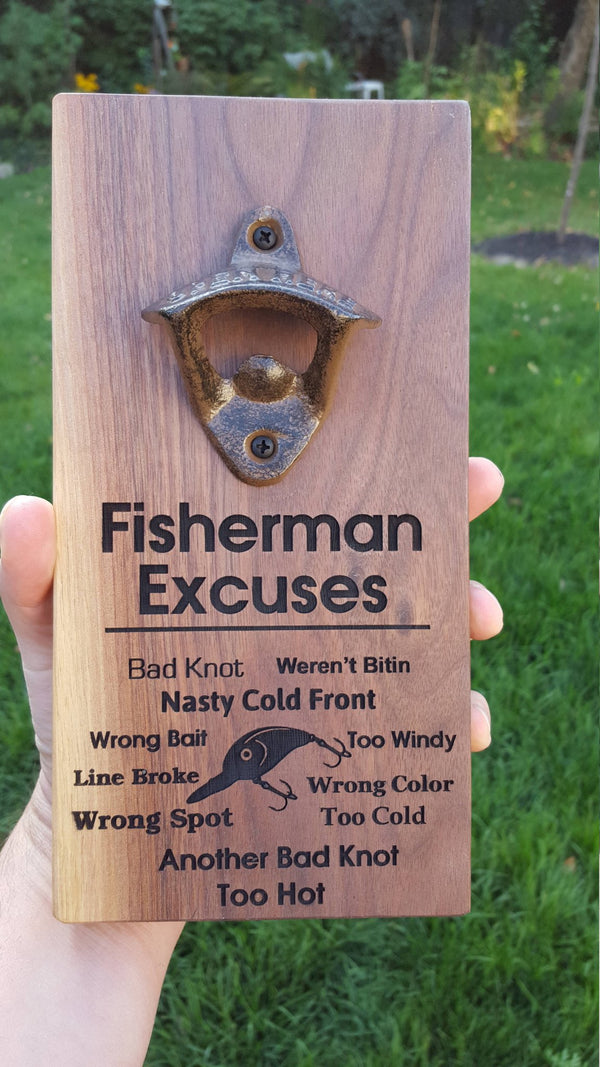 Fisherman
Excuses
Bad Knot Weren't Bitin
Nasty Cold Front
Wrong Bait Too Windy
Line Broke Wrong Color
Wrong Spot Too Cold
Another Bad Knot
Too Hot